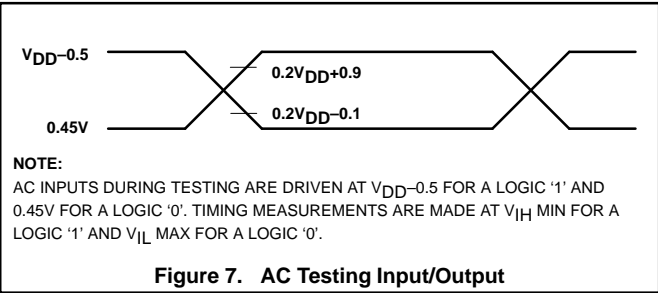 VDD–0.5
0.2VDD+0.9
0.2VDD–0.1
0.45V
NOTE:
AC INPUTS DURING TESTING ARE DRIVEN AT VDD–0.5 FOR A LOGIC ‘1’ AND
0.45V FOR A LOGIC ‘0’. TIMING MEASUREMENTS ARE MADE AT VIH MIN FOR A
LOGIC ‘1’ AND VIL MAX FOR A LOGIC ‘0’.
Figure 7. AC Testing Input/Output